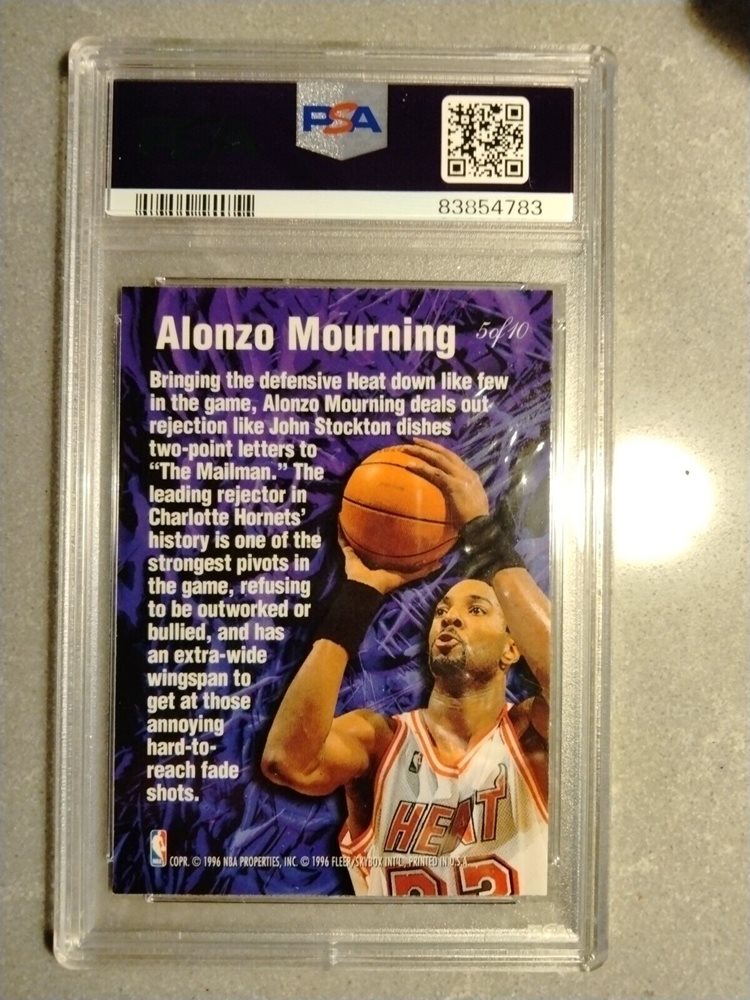 PSA
83854783
Alonzo Mourning 5 of 10
Bringing the defensive Heat down like few
in the game, Alonzo Mourning deals out
rejection like John Stockton dishes
two-point letters to
“The Mailman.” The
leading rejector in
Charlotte Hornets’
history is one of the
strongest pivots in
the game, refusing
to be outworked or
bullied, and has
an extra-wide
wingspan to
get at those
annoying
hard-to-
reach fade
shots.
HEAT
33
COPR. © 1996 NBA PROPERTIES, INC. © 1996 FLEER/SKYBOX INT'L., PRINTED IN U.S.A.